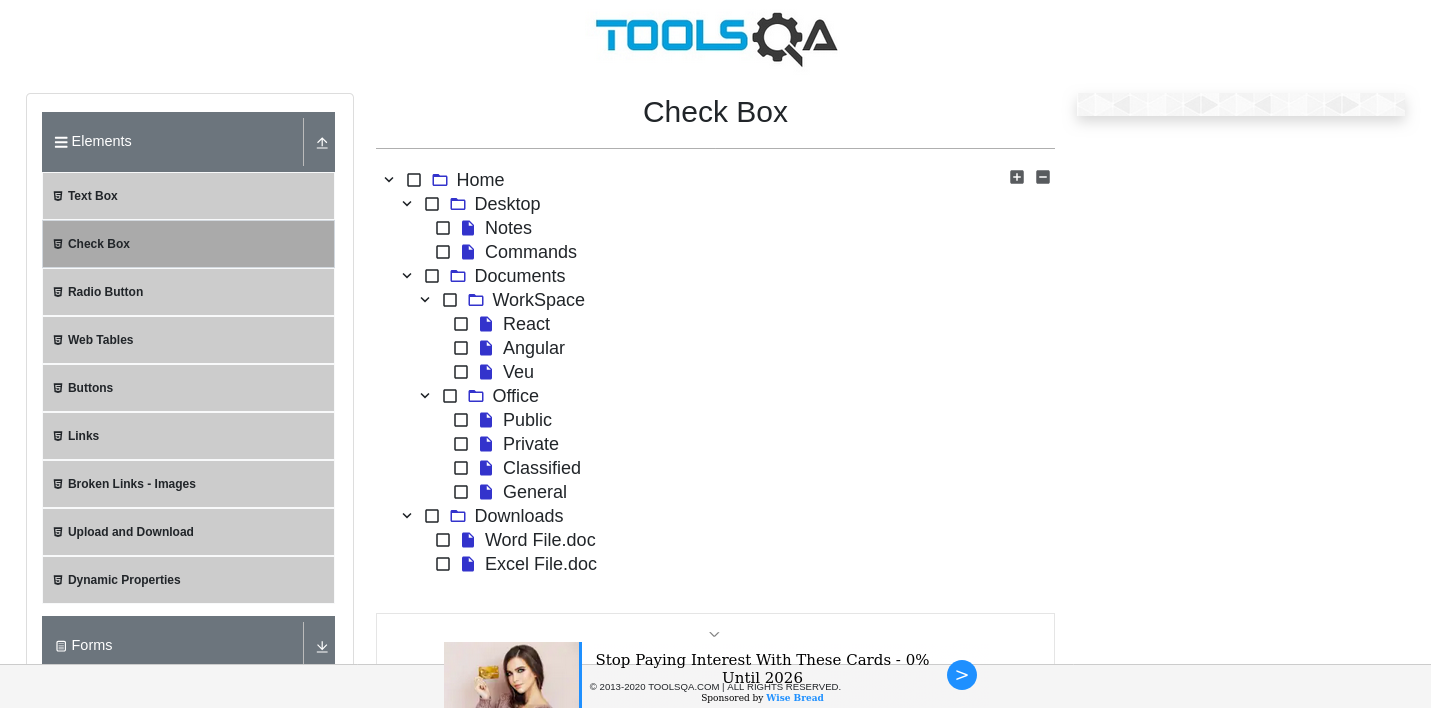 TOOLSQA
Elements
Text Box
Check Box
Radio Button
Web Tables
Buttons
Links
Broken Links - Images
Upload and Download
Dynamic Properties
Forms
Check Box
Home
Desktop
Notes
Commands
Documents
WorkSpace
React
Angular
Veu
Office
Public
Private
Classified
General
Downloads
Word File.doc
Excel File.doc
Stop Paying Interest With These Cards - 0%
Until 2026
© 2013-2020 TOOLSQA.COM | ALL RIGHTS RESERVED.
Sponsored by Wise Bread